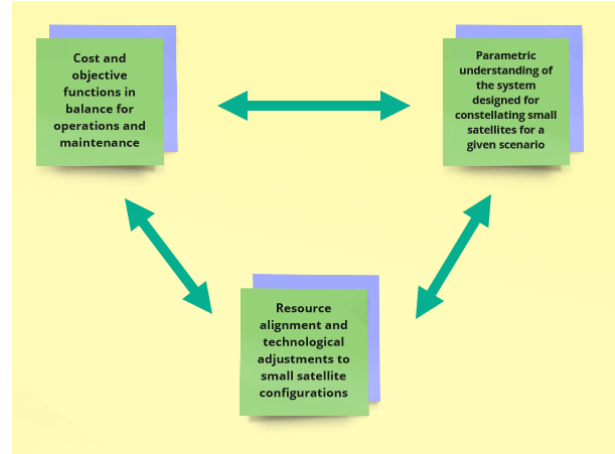 Cost and
objective
functions in
balance for
operations and
maintenance
Parametric
understanding of
the system
designed for
constellating small
satellites for a
given scenario
Resource
alignment and
technological
adjustments to
small satellite
configurations